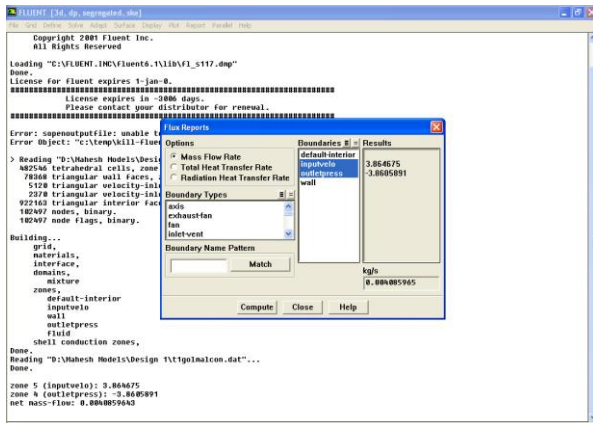 FLUENT [3d, dp, segregated, ske]
File Grid Define Solve Adapt Surface Display Plot Report Parallel Help
Copyright 2001 Fluent Inc.
All Rights Reserved
Loading "C:\FLUENT.INC\fluent6.1\lib\fl_s117.dmp"
Done.
License for fluent expires 1-jan-0.
License expires in -3006 days.
Please contact your distributor for renewal.
Error: sopenoutputfile: unable
Error Object: "c:\temp\kill-flue
> Reading "D:\Mahesh Models\Desi
482546 tetrahedral cells, zone
70368 triangular wall faces,
5120 triangular velocity-inl
2370 triangular velocity-inl
922163 triangular interior fac
102497 nodes, binary.
102497 node flags, binary.
Building...
grid,
materials,
interface,
domains,
mixture
zones,
default-interior
inputvelo
wall
outletpress
fluid
shell conduction zones,
Done.
Reading "D:\Mahesh Models\Design 1\t1golmalcon.dat"...
Done.
zone 5 (inputvelo): 3.864675
zone 4 (outletpress): -3.8605891
net mass-flow: 0.0040859643
Flux Reports
Options
Mass Flow Rate
Total Heat Transfer Rate
Radiation Heat Transfer Rate
Boundary Types
axis
exhaust-fan
fan
inlet-vent
Boundary Name Pattern
Match
Boundaries
default-interior
inputvelo
outletpress
wall
Results
3.864675
-3.8605891
kg/s
0.004085965
Compute Close Help